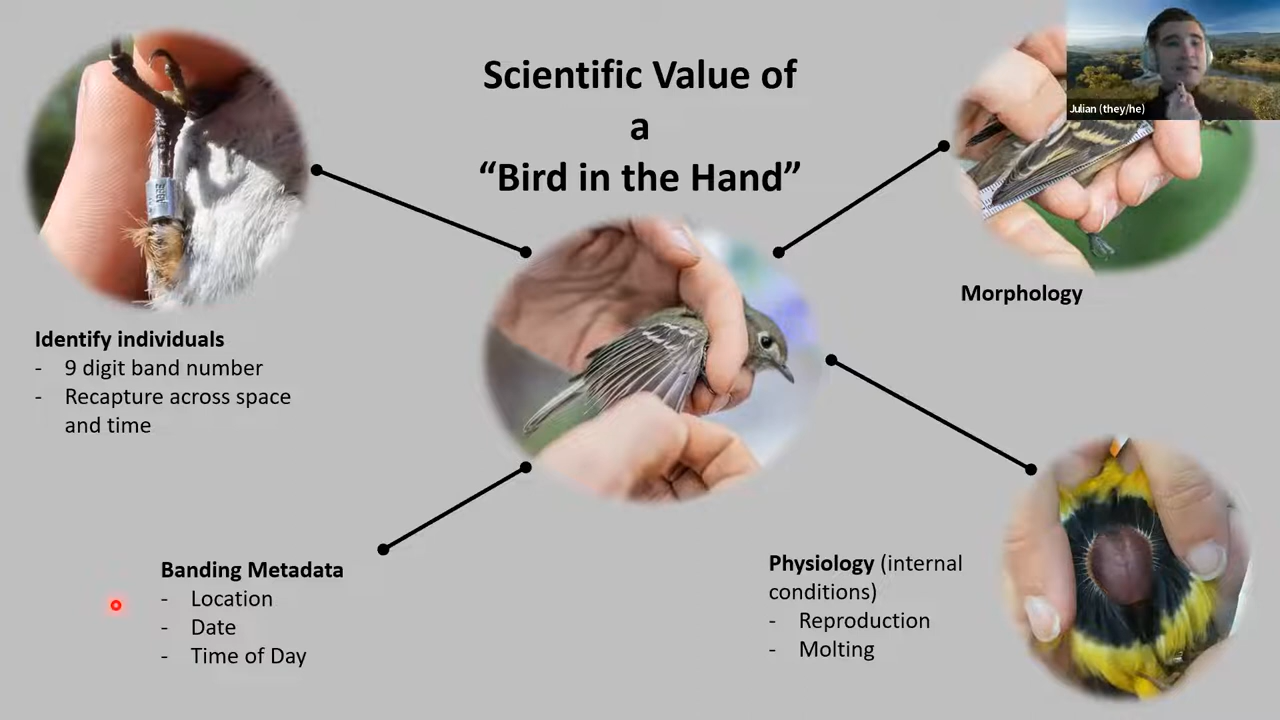 Scientific Value of
a
“Bird in the Hand”
Julian (they/he)
Identify individuals
- 9 digit band number
- Recapture across space
and time
Morphology
Banding Metadata
- Location
- Date
- Time of Day
Physiology (internal
conditions)
- Reproduction
- Molting